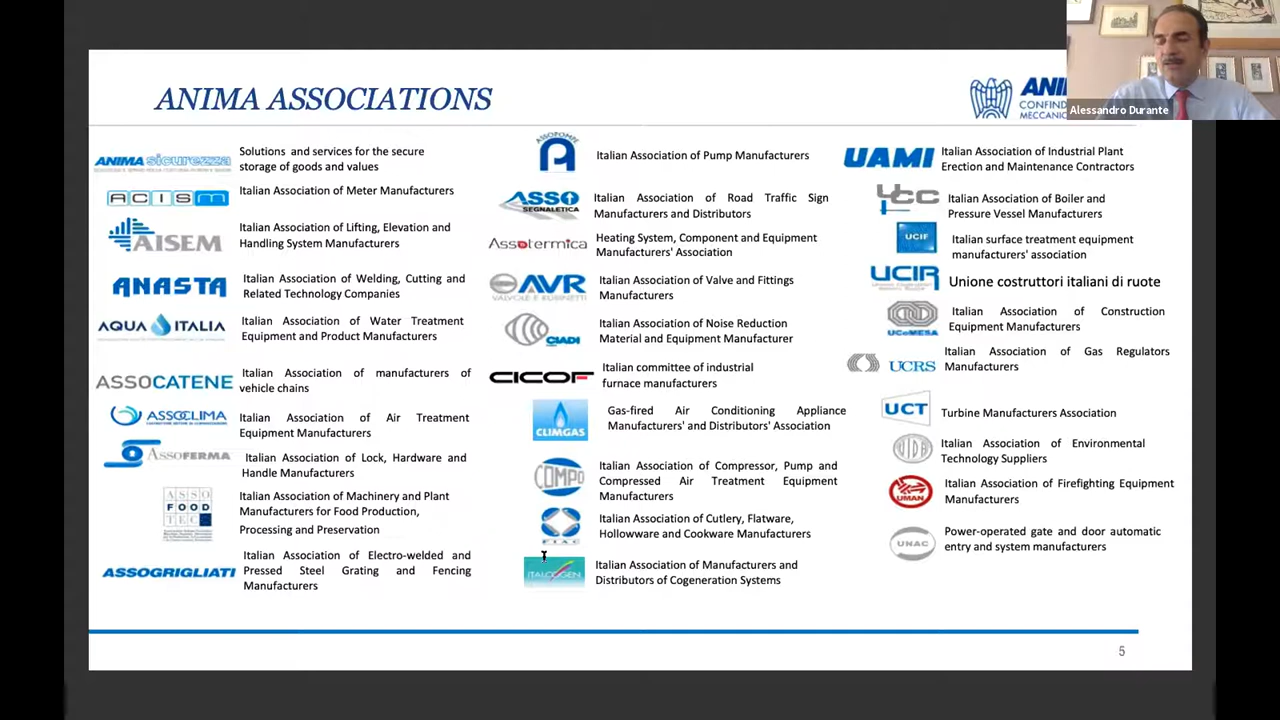 ANIMA ASSOCIATIONS
ANI
CONFIND
MECCANIC
Alessandro Durante
ANIMA sicurezza
Solutions and services for the secure
storage of goods and values
ACISM
Italian Association of Meter Manufacturers
AISEM
Italian Association of Lifting, Elevation and
Handling System Manufacturers
ANASTA
Italian Association of Welding, Cutting and
Related Technology Companies
AQUA ITALIA
Italian Association of Water Treatment
Equipment and Product Manufacturers
ASSOCATENE
Italian Association of manufacturers of
vehicle chains
ASSOCLIMA
Italian Association of Air Treatment
Equipment Manufacturers
ASSOFERMA
Italian Association of Lock, Hardware and
Handle Manufacturers
ASSO
FOOD
TEC
Italian Association of Machinery and Plant
Manufacturers for Food Production,
Processing and Preservation
ASSOGRIGLIATI
Italian Association of Electro-welded and
Pressed Steel Grating and Fencing
Manufacturers
ASSOPOMPE
Italian Association of Pump Manufacturers
ASSO
SEGNALETICA
Italian Association of Road Traffic Sign
Manufacturers and Distributors
Assotermica
Heating System, Component and Equipment
Manufacturers' Association
AVR
VALVOLE E RUBINETTI
Italian Association of Valve and Fittings
Manufacturers
CIADI
Italian Association of Noise Reduction
Material and Equipment Manufacturer
CICOF
Italian committee of industrial
furnace manufacturers
CLIMGAS
Gas-fired Air Conditioning Appliance
Manufacturers' and Distributors' Association
COMPO
Italian Association of Compressor, Pump and
Compressed Air Treatment Equipment
Manufacturers
FIAC
Italian Association of Cutlery, Flatware,
Hollowware and Cookware Manufacturers
ITALCOGEN
Italian Association of Manufacturers and
Distributors of Cogeneration Systems
UAMI
Italian Association of Industrial Plant
Erection and Maintenance Contractors
UCC
Italian Association of Boiler and
Pressure Vessel Manufacturers
UCIF
Italian surface treatment equipment
manufacturers' association
UCIR
Unione costruttori italiani di ruote
UCoMESA
Italian Association of Construction
Equipment Manufacturers
UCRS
Italian Association of Gas Regulators
Manufacturers
UCT
Turbine Manufacturers Association
UIDA
Italian Association of Environmental
Technology Suppliers
UMAN
Italian Association of Firefighting Equipment
Manufacturers
UNAC
Power-operated gate and door automatic
entry and system manufacturers
5